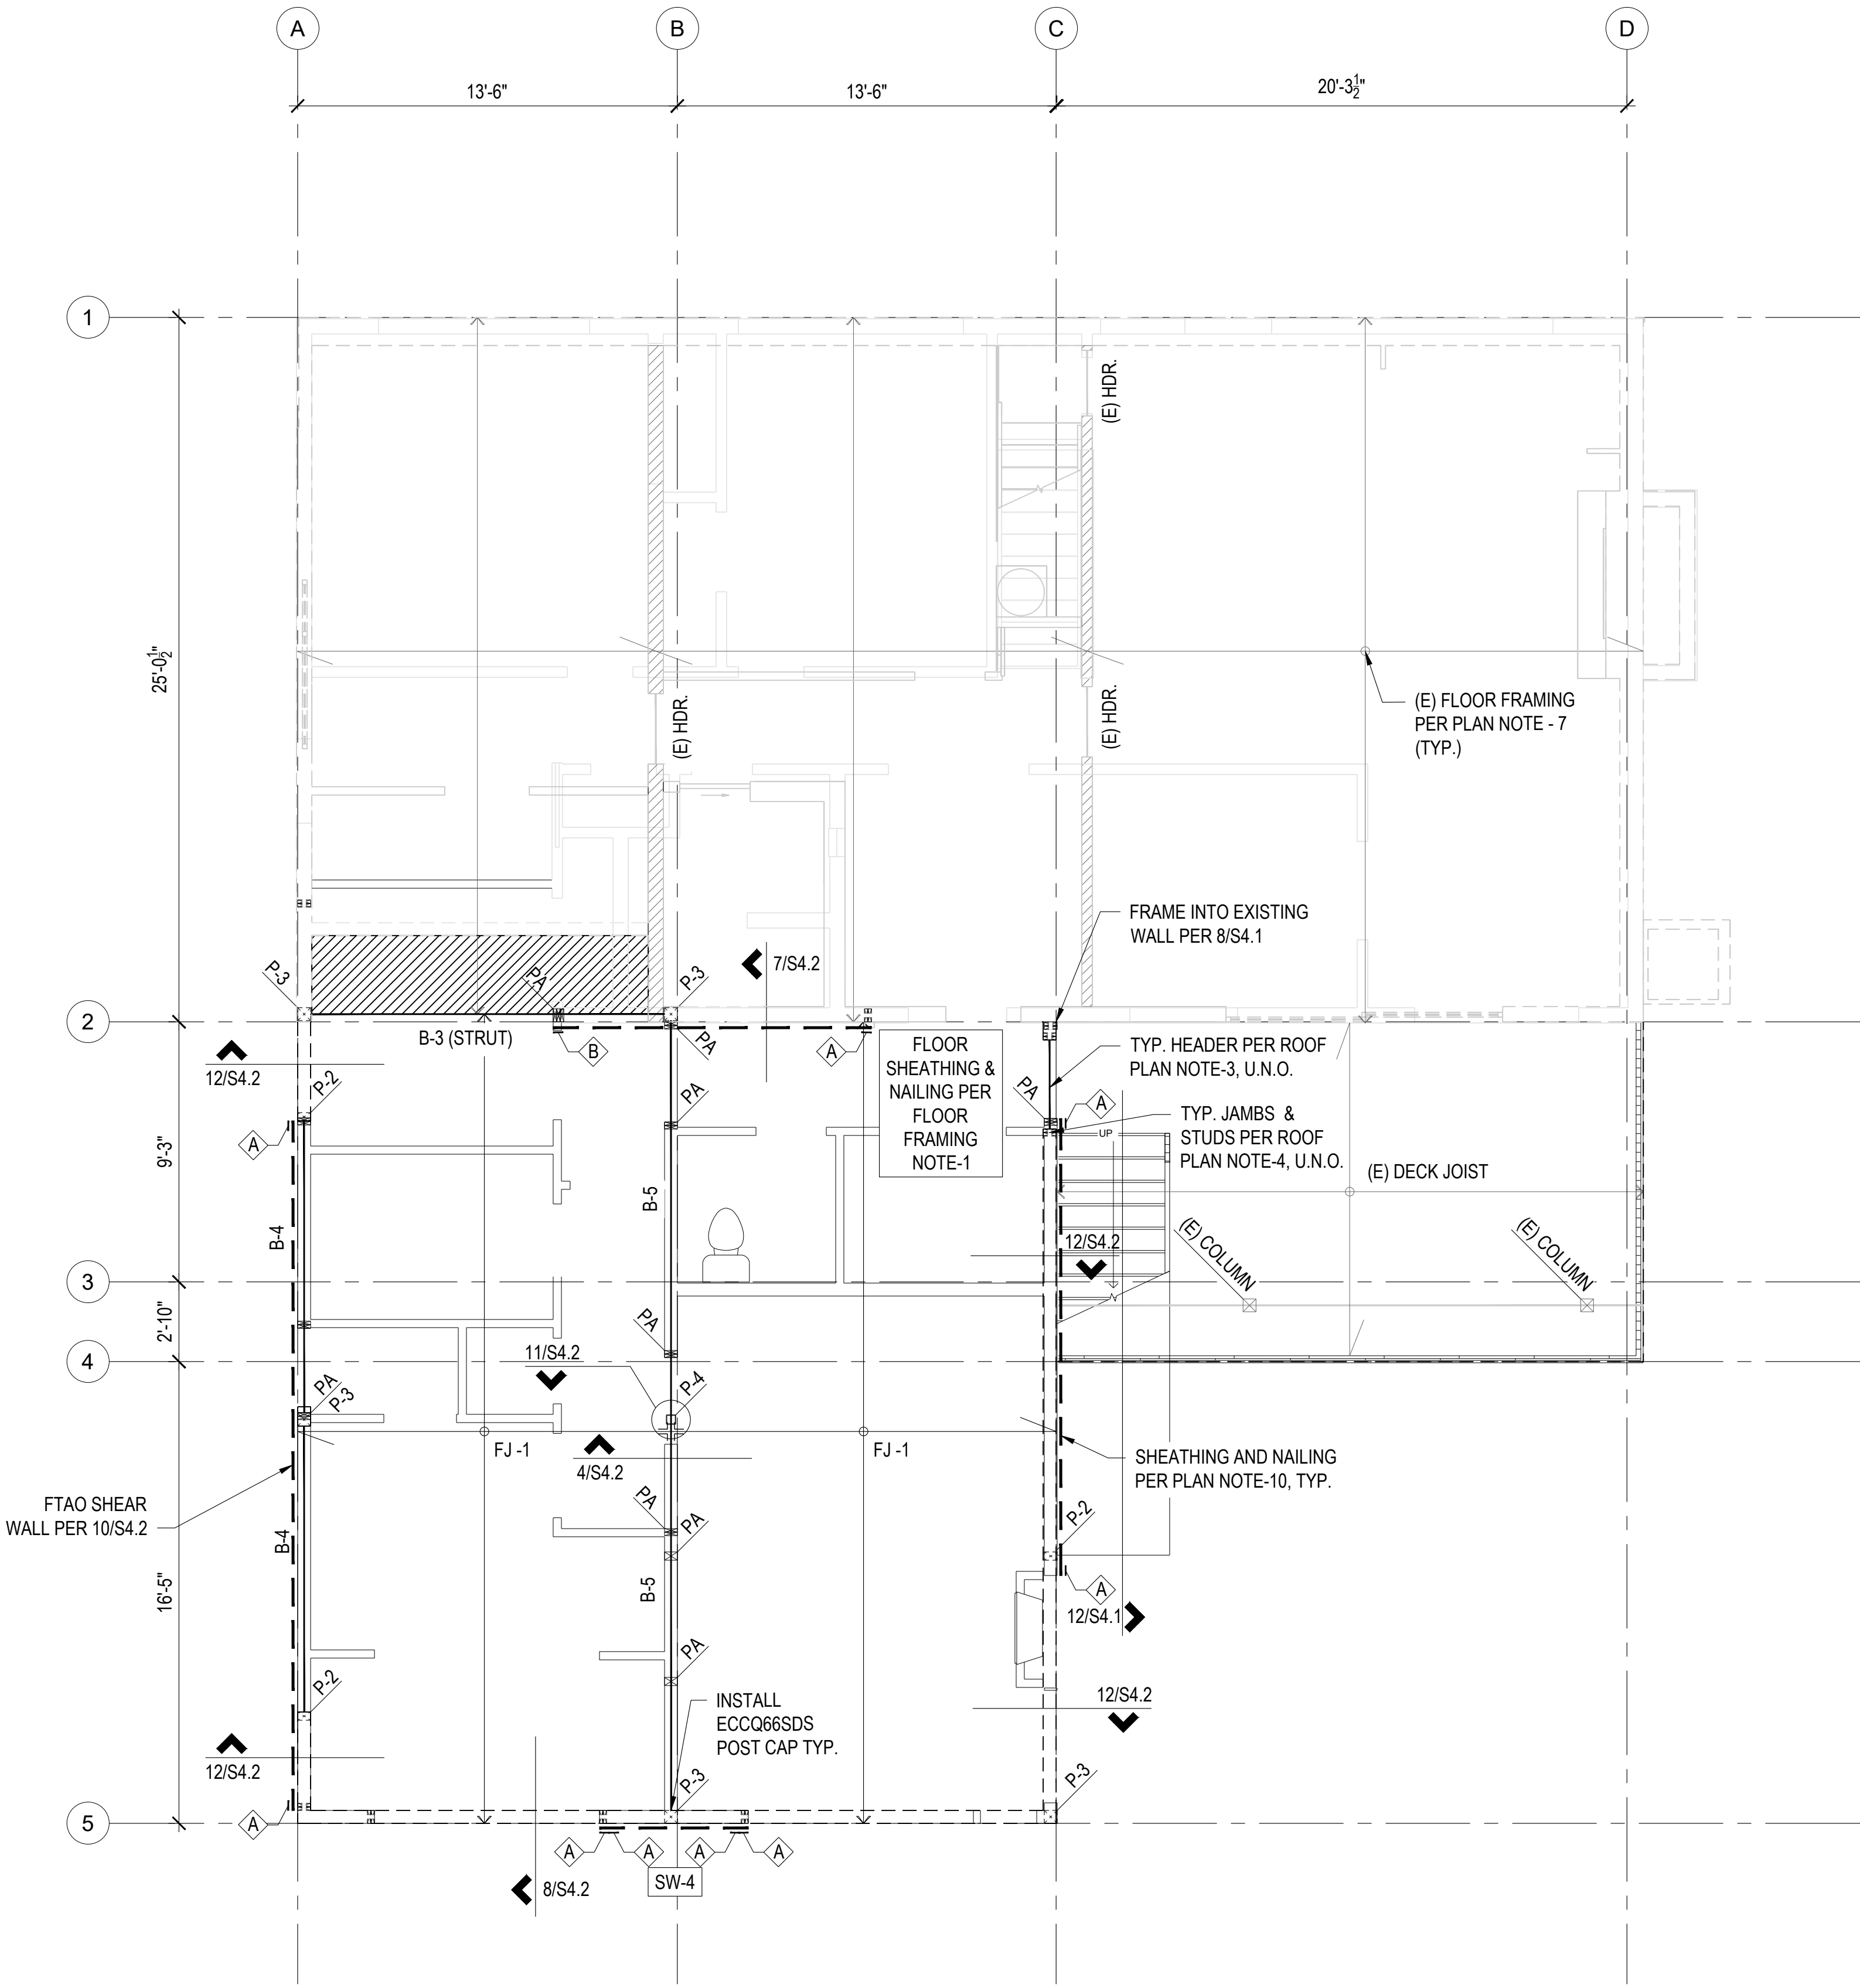 A
B
C
D
13'-6"
13'-6"
20'-3 1/2"
1
(E) HDR.
25'-0 1/2"
(E) HDR.
(E) HDR.
(E) FLOOR FRAMING
PER PLAN NOTE - 7
(TYP.)
FRAME INTO EXISTING
WALL PER 8/S4.1
P-3
PA
P-3
7/S4.2
2
B-3 (STRUT)
B
PA
A
FLOOR
SHEATHING &
NAILING PER
FLOOR
FRAMING
NOTE-1
TYP. HEADER PER ROOF
PLAN NOTE-3, U.N.O.
12/S4.2
P-2
PA
PA
A
TYP. JAMBS &
STUDS PER ROOF
PLAN NOTE-4, U.N.O.
UP
A
9'-3"
(E) DECK JOIST
B-5
B-4
12/S4.2
(E) COLUMN
(E) COLUMN
3
2'-10"
PA
11/S4.2
4
PA
P-3
P-4
FJ -1
FJ -1
4/S4.2
SHEATHING AND NAILING
PER PLAN NOTE-10, TYP.
FTAO SHEAR
WALL PER 10/S4.2
PA
PA
P-2
B-4
16'-5"
B-5
A
12/S4.1
PA
P-2
INSTALL
ECCQ66SDS
POST CAP TYP.
12/S4.2
12/S4.2
P-3
P-3
A
5
A
A
A
A
SW-4
8/S4.2